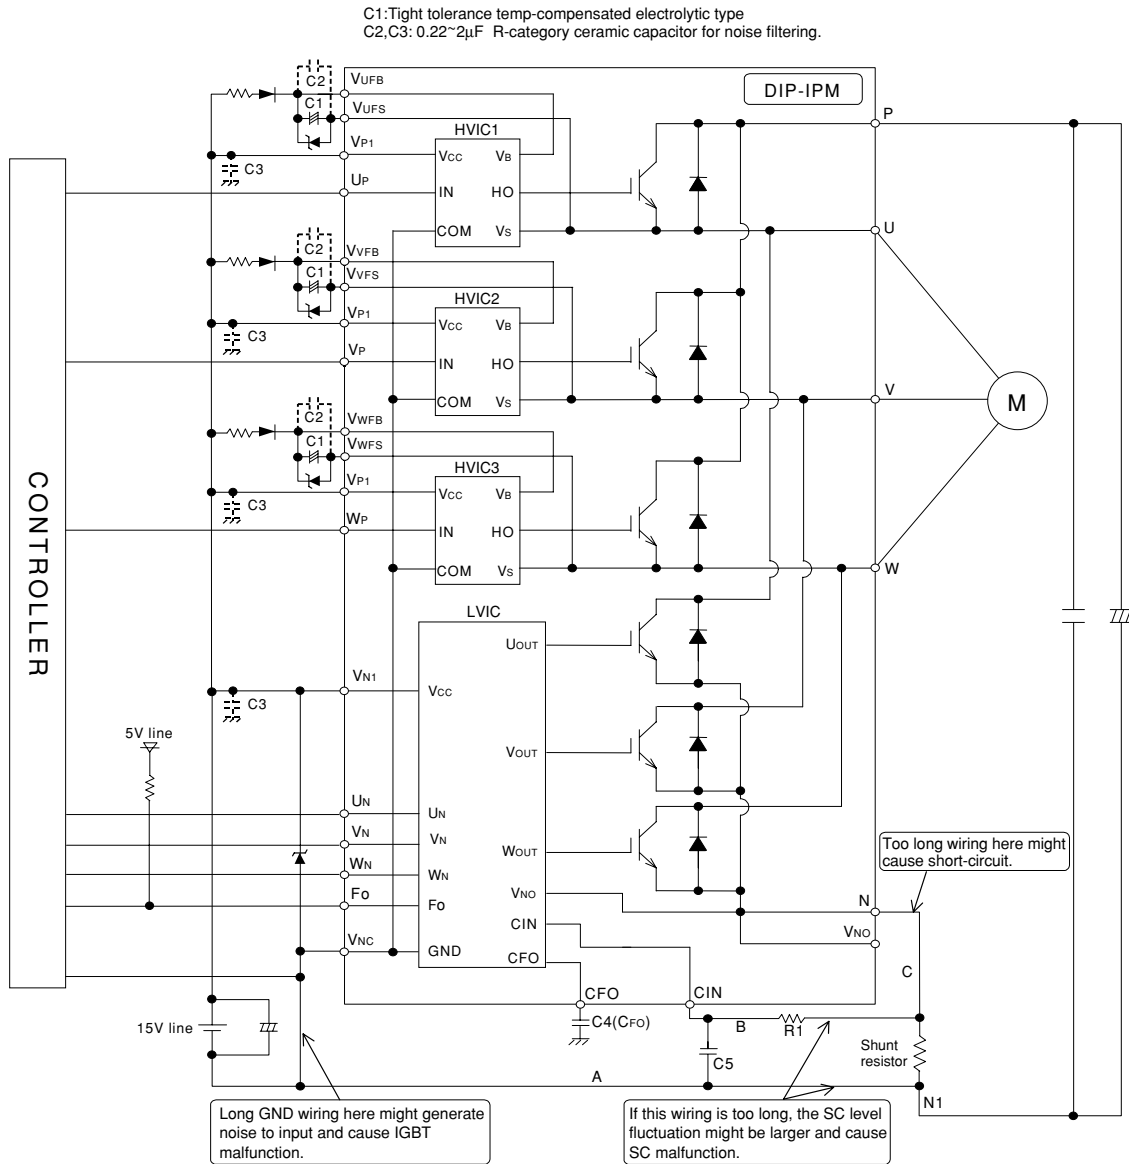 C1:Tight tolerance temp-compensated electrolytic type
C2,C3: 0.22~2μF R-category ceramic capacitor for noise filtering.
C2
VUFB
DIP-IPM
C1
VUFS
P
HVIC1
VP1
C3
VCC
VB
UP
IN
HO
COM
VS
U
C2
VVFB
C1
VVFS
HVIC2
VP1
C3
VCC
VB
VP
IN
HO
COM
VS
V
M
C2
VWFB
C1
VWFS
HVIC3
VP1
C3
VCC
VB
WP
IN
HO
COM
VS
W
CONTROLLER
LVIC
UOUT
VN1
VCC
C3
5V line
VOUT
UN
UN
VN
VN
WN
WN
WOUT
Too long wiring here might
cause short-circuit.
Fo
Fo
VNO
N
CIN
VNO
VNC
GND
CFO
C
CFO
CIN
15V line
C4(CFO)
B
R1
Shunt
resistor
C5
A
N1
Long GND wiring here might generate
noise to input and cause IGBT
malfunction.
If this wiring is too long, the SC level
fluctuation might be larger and cause
SC malfunction.